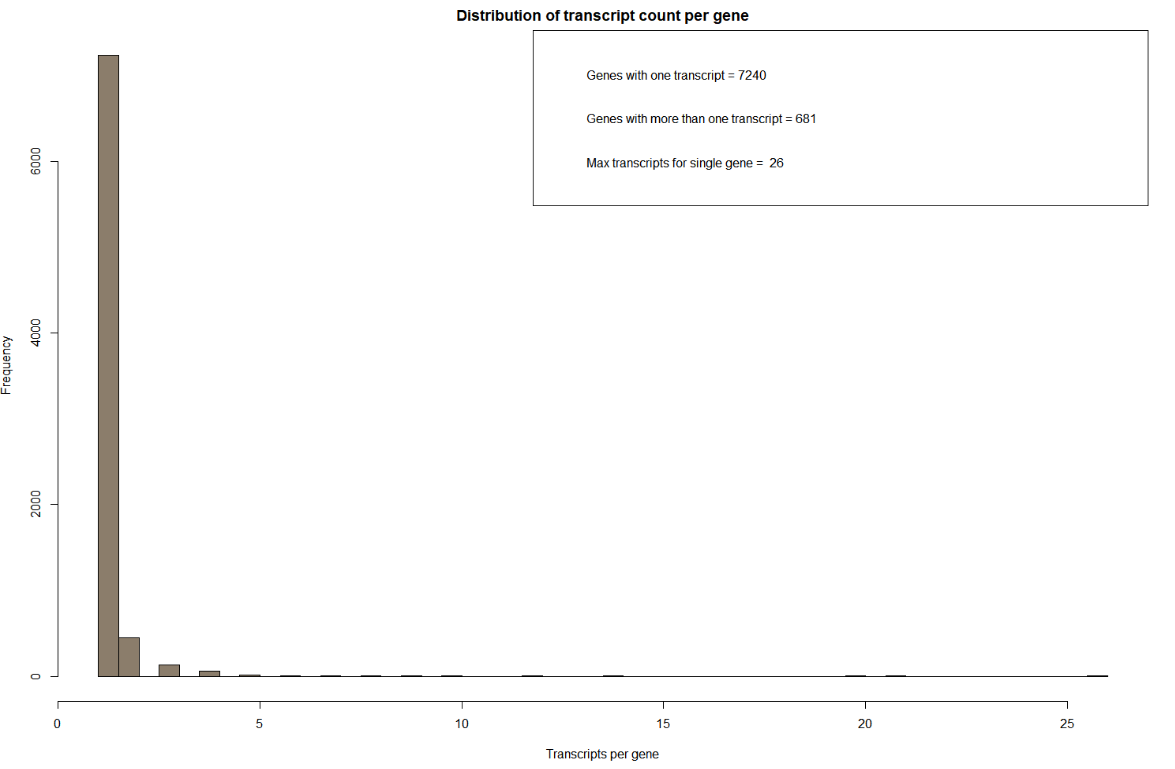 Distribution of transcript count per gene
Genes with one transcript = 7240
Genes with more than one transcript = 681
Max transcripts for single gene =  26
6000
4000
2000
0
Frequency
0 5 10 15 20 25
Transcripts per gene